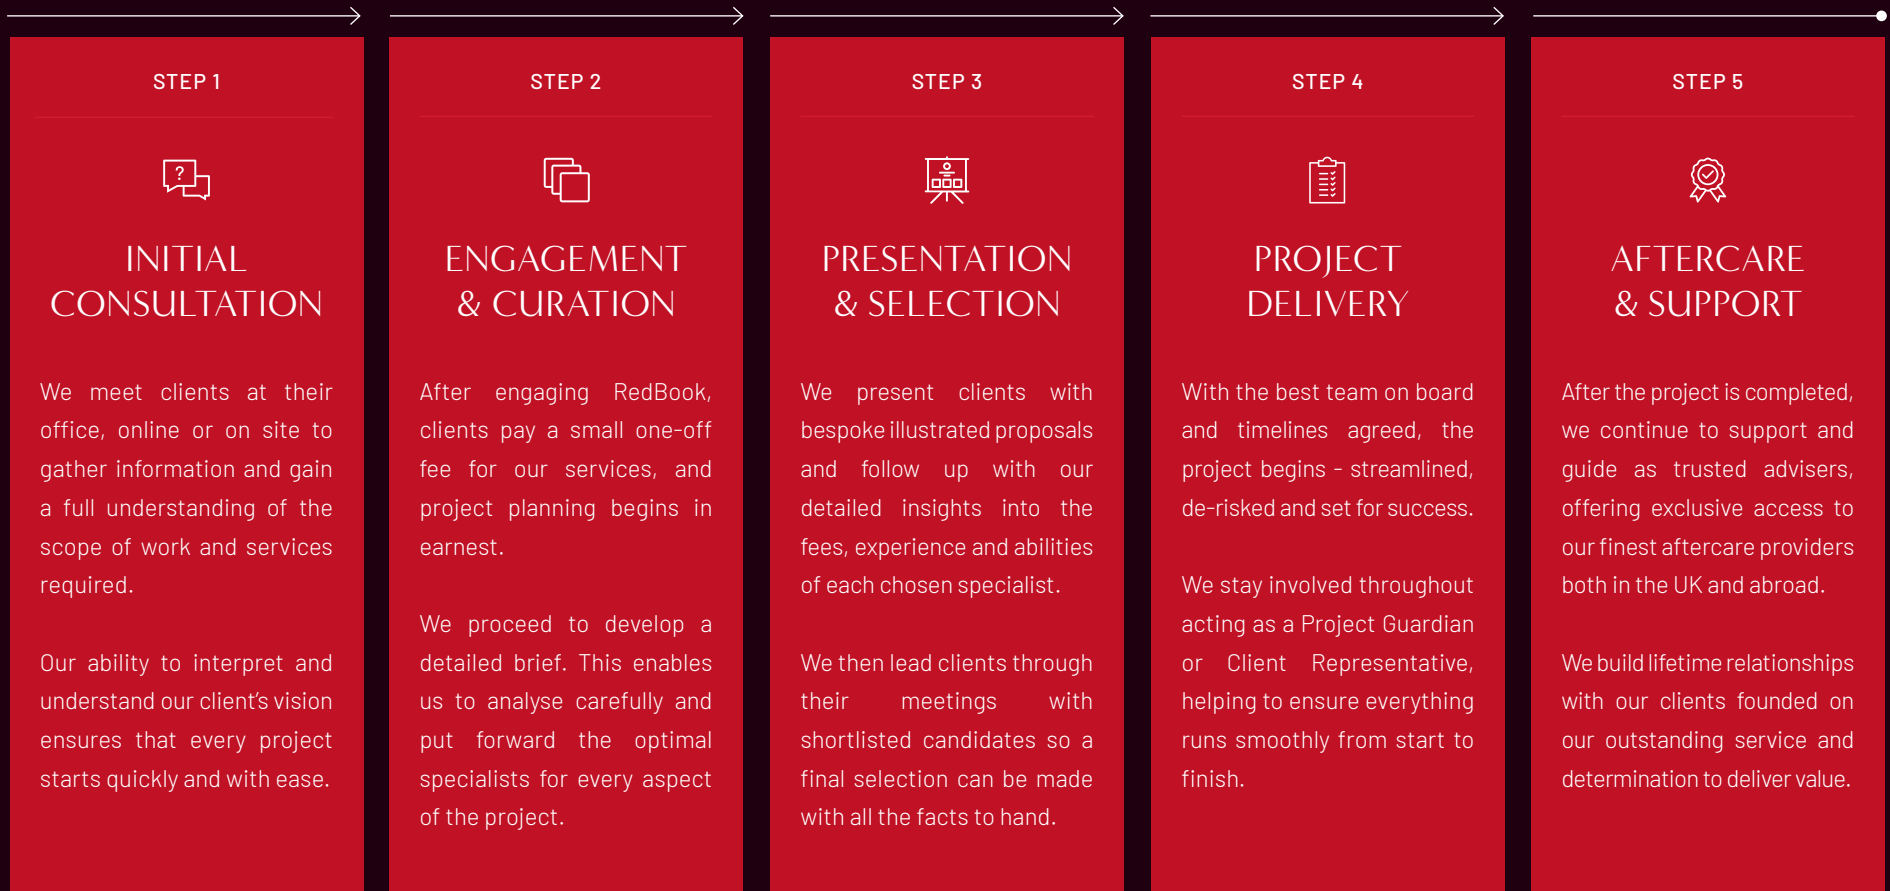 STEP 1
?
INITIAL
CONSULTATION
We meet clients at their
office, online or on site to
gather information and gain
a full understanding of the
scope of work and services
required.
Our ability to interpret and
understand our client's vision
ensures that every project
starts quickly and with ease.
STEP 2
ENGAGEMENT
& CURATION
After engaging RedBook,
clients pay a small one-off
fee for our services, and
project planning begins in
earnest.
We proceed to develop a
detailed brief. This enables
us to analyse carefully and
put forward the optimal
specialists for every aspect
of the project.
STEP 3
PRESENTATION
& SELECTION
We present clients with
bespoke illustrated proposals
and follow up with our
detailed insights into the
fees, experience and abilities
of each chosen specialist.
We then lead clients through
their meetings with
shortlisted candidates so a
final selection can be made
with all the facts to hand.
STEP 4
PROJECT
DELIVERY
With the best team on board
and timelines agreed, the
project begins - streamlined,
de-risked and set for success.
We stay involved throughout
acting as a Project Guardian
or Client Representative,
helping to ensure everything
runs smoothly from start to
finish.
STEP 5
AFTERCARE
& SUPPORT
After the project is completed,
we continue to support and
guide as trusted advisers,
offering exclusive access to
our finest aftercare providers
both in the UK and abroad.
We build lifetime relationships
with our clients founded on
our outstanding service and
determination to deliver value.